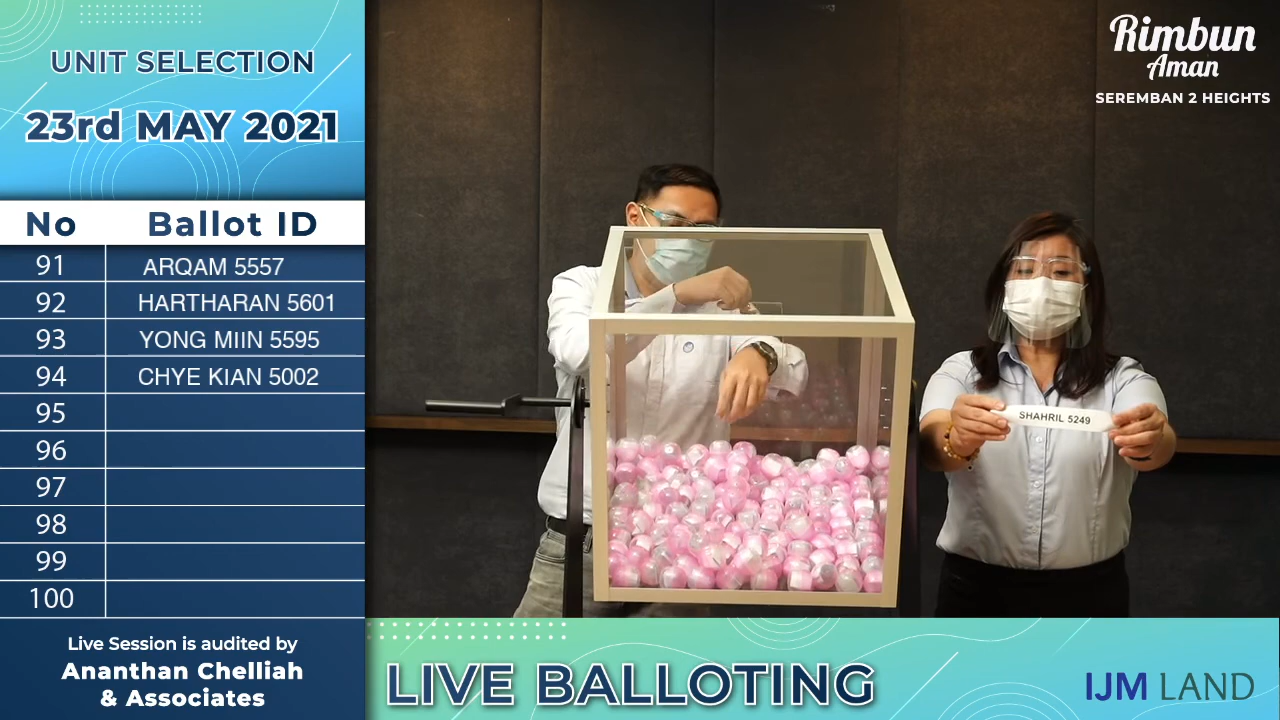 UNIT SELECTION
23rd MAY 2021
No Ballot ID
91 ARQAM 5557
92 HARTHARAN 5601
93 YONG MIIN 5595
94 CHYE KIAN 5002
95
96
97
98
99
100
Live Session is audited by
Ananthan Chelliah
& Associates
Rimbun
Aman
SEREMBAN 2 HEIGHTS
SHAHRIL 5249
LIVE BALLOTING
IJM LAND